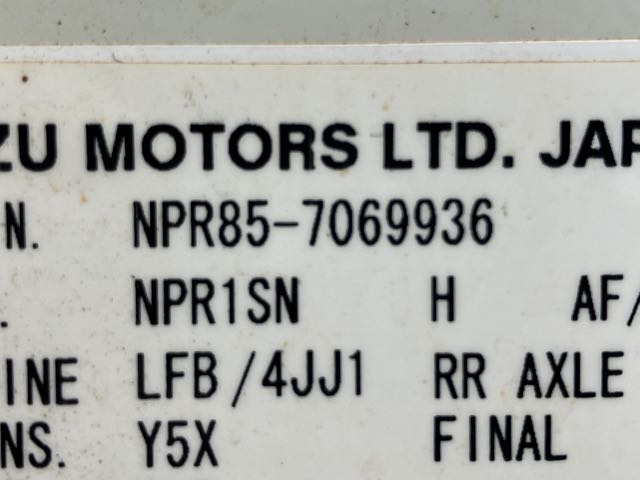 ZU MOTORS LTD. JAP
N. NPR85-7069936
. NPR1SN H AF/
INE LFB/4JJ1 RR AXLE
NS. Y5X FINAL